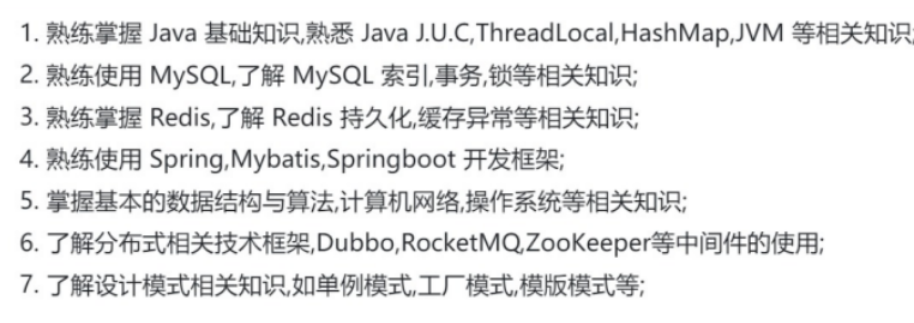 1. 熟练掌握 Java 基础知识,熟悉 Java J.U.C,ThreadLocal,HashMap,JVM 等相关知识;
2. 熟练使用 MySQL,了解 MySQL 索引,事务,锁等相关知识;
3. 熟练掌握 Redis,了解 Redis 持久化,缓存异常等相关知识;
4. 熟练使用 Spring,Mybatis,Springboot 开发框架;
5. 掌握基本的数据结构与算法,计算机网络,操作系统等相关知识;
6. 了解分布式相关技术框架,Dubbo,RocketMQ,ZooKeeper等中间件的使用;
7. 了解设计模式相关知识,如单例模式,工厂模式,模版模式等;